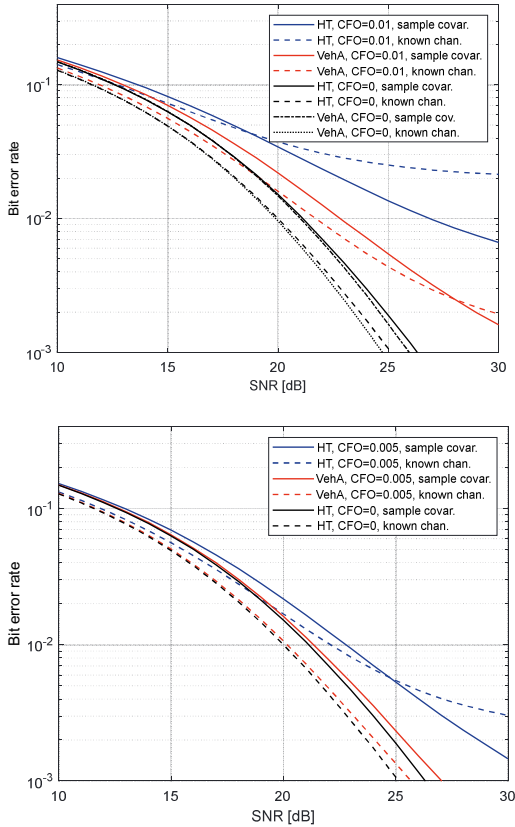 HT, CFO=0.01, sample covar.
HT, CFO=0.01, known chan.
VehA, CFO=0.01, sample covar.
VehA, CFO=0.01, known chan.
HT, CFO=0, sample covar.
HT, CFO=0, known chan.
VehA, CFO=0, sample cov.
VehA, CFO=0, known chan.
Bit error rate
10^-1
10^-2
10^-3
10 15 20 25 30
SNR [dB]
HT, CFO=0.005, sample covar.
HT, CFO=0.005, known chan.
VehA, CFO=0.005, sample covar.
VehA, CFO=0.005, known chan.
HT, CFO=0, sample covar.
HT, CFO=0, known chan.
Bit error rate
10^-1
10^-2
10^-3
10 15 20 25 30
SNR [dB]